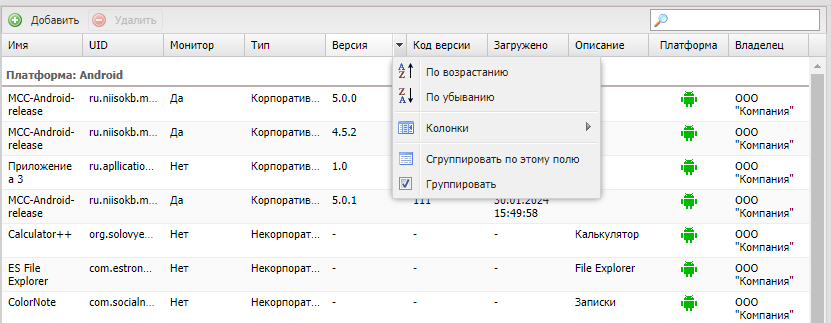 Добавить Удалить
Имя UID Монитор Тип Версия Код версии Загружено Описание Платформа Владелец
Платформа: Android
По возрастанию
По убыванию
Колонки
Сгруппировать по этому полю
Группировать
MCC-Android-release ru.niisokb.m... Да Корпоратив... 5.0.0 ООО "Компания"
MCC-Android-release ru.niisokb.m... Да Корпоратив... 4.5.2 ООО "Компания"
Приложение а 3 ru.apllicatio... Нет Корпоратив... 1.0 ООО "Компания"
MCC-Android-release ru.niisokb.m... Да Корпоратив... 5.0.1 111 30.01.2024 15:49:58 ООО "Компания"
Calculator++ org.solovye... Нет Некорпорат... - - - Калькулятор ООО "Компания"
ES File Explorer com.estron... Нет Некорпорат... - - - File Explorer ООО "Компания"
ColorNote com.socialn... Нет Некорпорат... - - - Записки ООО "Компания"